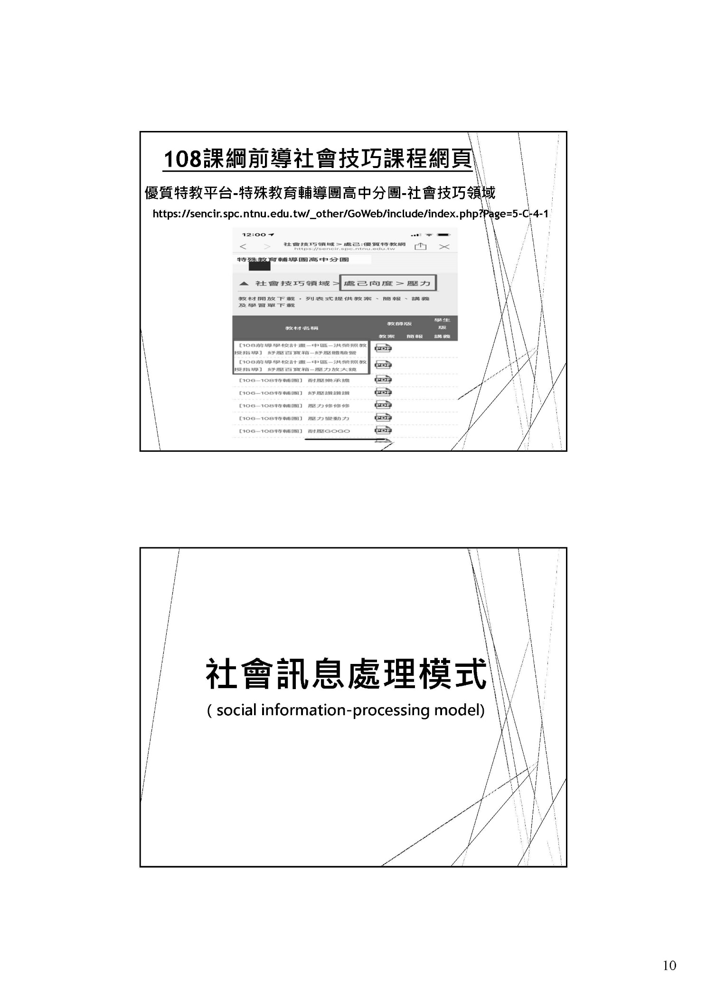 108課綱前導社會技巧課程網頁
優質特教平台-特殊教育輔導團高中分團-社會技巧領域
https://sencir.spc.ntnu.edu.tw/_other/GoWeb/include/index.php?Page=5-C-4-1
12:00
社會技巧領域 > 處己:優質特教網
https://sencir.spc.ntnu.edu.tw
特殊教育輔導團高中分團
▲ 社會技巧領域 > 處己向度 > 壓力
教材開放下載，列表式提供教案、簡報、講義
及學習單下載
教材名稱 教師版 學生版
教案 簡報 講義
[108前導學校計畫–中區–洪榮照教
授指導] 紓壓百寶箱–紓壓體驗營
PDF
[108前導學校計畫–中區–洪榮照教
授指導] 紓壓百寶箱–壓力放大鏡
PDF
[106–108特輔團] 耐壓樂承擔 PDF
[106–108特輔團] 紓壓讚讚讚 PDF
[106–108特輔團] 壓力修修修 PDF
[106–108特輔團] 壓力變動力 PDF
[106–108特輔團] 耐壓GOGO PDF
社會訊息處理模式
( social information-processing model)
10